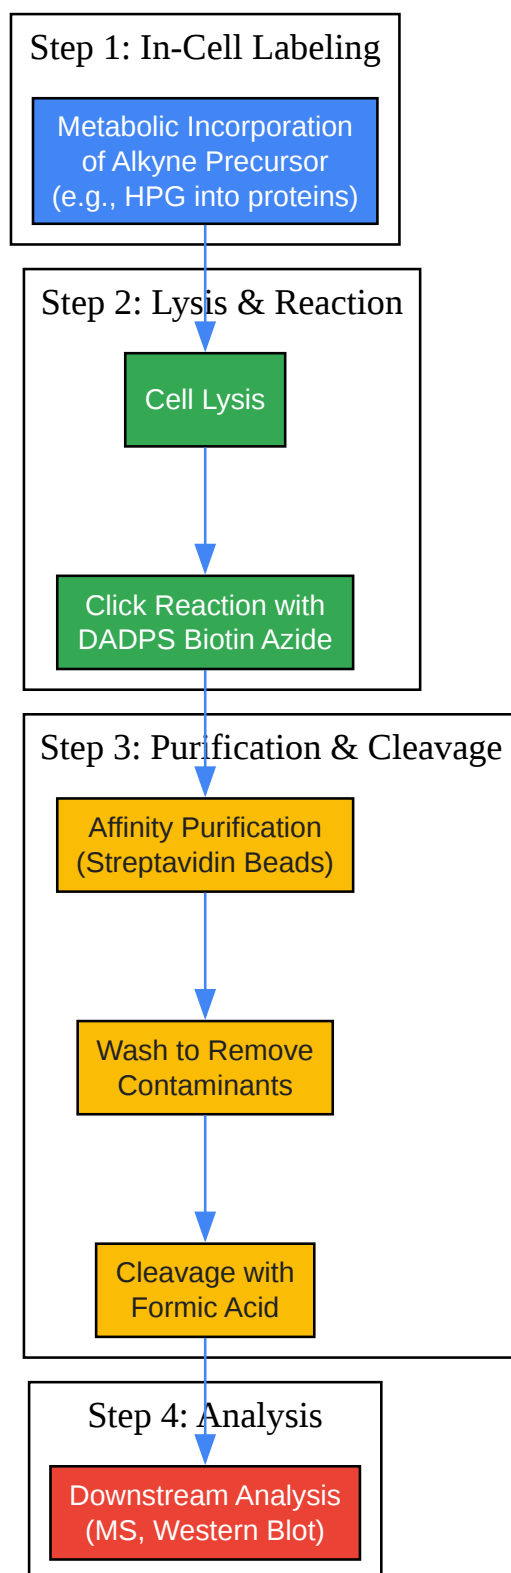 Step 1: In-Cell Labeling
Metabolic Incorporation
of Alkyne Precursor
(e.g., HPG into proteins)
Step 2: Lysis & Reaction
Cell Lysis
Click Reaction with
DADPS Biotin Azide
Step 3: Purification & Cleavage
Affinity Purification
(Streptavidin Beads)
Wash to Remove
Contaminants
Cleavage with
Formic Acid
Step 4: Analysis
Downstream Analysis
(MS, Western Blot)